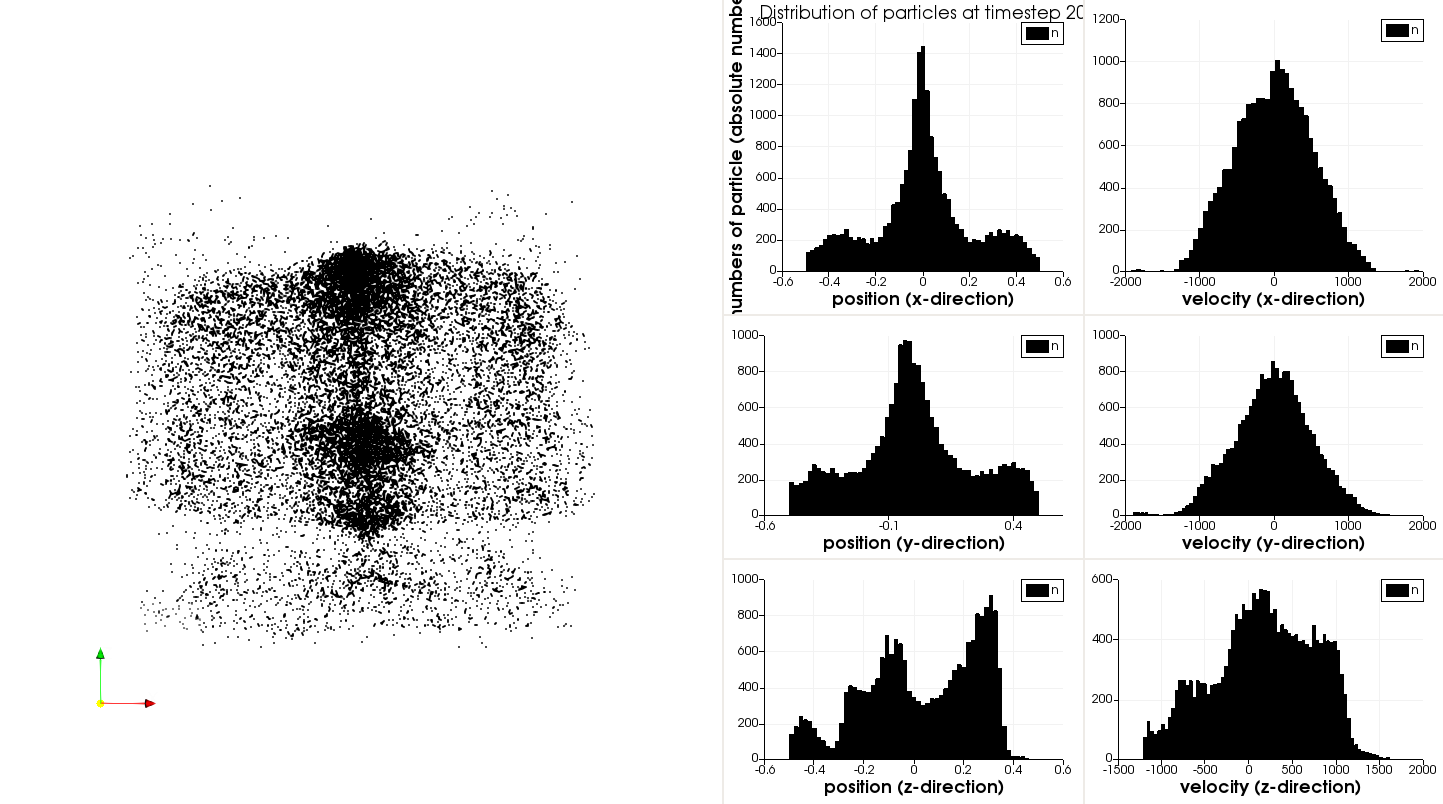 Distribution of particles at timestep 20
numbers of particle (absolute numbe
1600
1400
1200
1000
800
600
400
200
0
-0.6 -0.4 -0.2 0 0.2 0.4 0.6
position (x-direction)
n
1200
1000
800
600
400
200
0
-2000 -1000 0 1000 2000
velocity (x-direction)
n
1000
800
600
400
200
0
-0.6 -0.1 0.4
position (y-direction)
n
1000
800
600
400
200
0
-2000 -1000 0 1000 2000
velocity (y-direction)
n
1000
800
600
400
200
0
-0.6 -0.4 -0.2 0 0.2 0.4 0.6
position (z-direction)
n
600
400
200
0
-1500 -1000 -500 0 500 1000 1500 2000
velocity (z-direction)
n